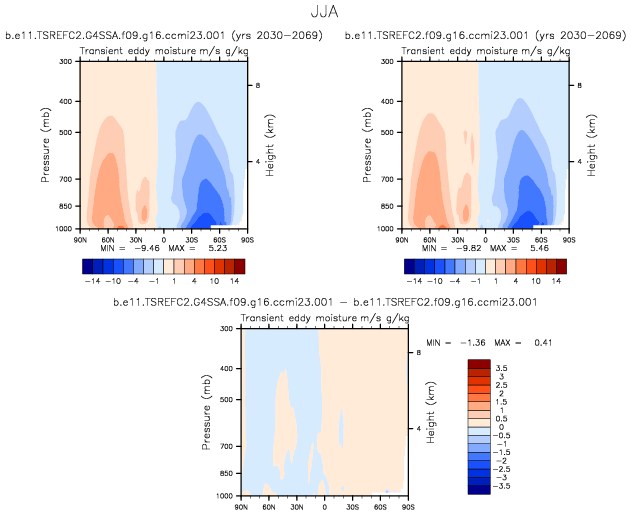 JJA
b.e11.TSREFC2.G4SSA.f09.g16.ccmi23.001 (yrs 2030-2069)
b.e11.TSREFC2.f09.g16.ccmi23.001 (yrs 2030-2069)
Transient eddy moisture m/s g/kg
Transient eddy moisture m/s g/kg
Pressure (mb)
300
400
500
700
850
1000
90N 60N 30N 0 30S 60S 90S
8
4
Height (km)
MIN = -9.46 MAX = 5.23
-14 -10 -6 -4 -2 -1 1 2 4 6 10 14
Pressure (mb)
300
400
500
700
850
1000
90N 60N 30N 0 30S 60S 90S
8
4
Height (km)
MIN = -9.82 MAX = 5.46
-14 -10 -6 -4 -2 -1 1 2 4 6 10 14
b.e11.TSREFC2.G4SSA.f09.g16.ccmi23.001 - b.e11.TSREFC2.f09.g16.ccmi23.001
Transient eddy moisture m/s g/kg
Pressure (mb)
300
400
500
700
850
1000
90N 60N 30N 0 30S 60S 90S
8
4
Height (km)
MIN = -1.36 MAX = 0.41
3.5
3
2.5
2
1.5
1
0.5
0
-0.5
-1
-1.5
-2
-2.5
-3
-3.5